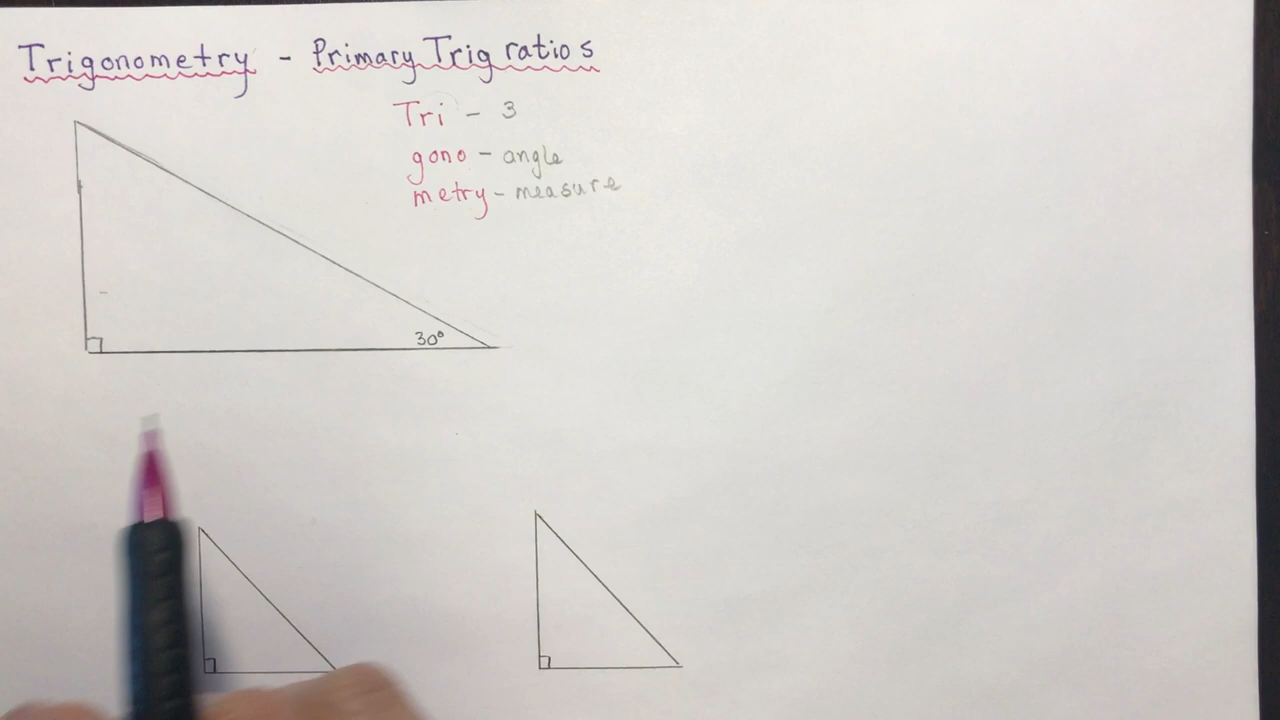 Trigonometry - Primary Trig ratios
Tri - 3
gono - angle
metry - measure
30°